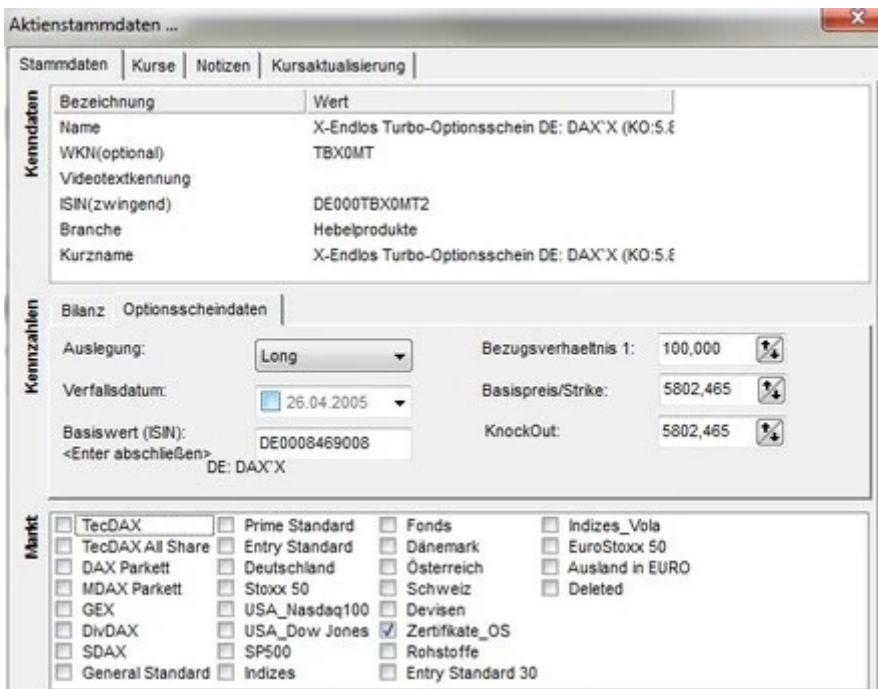 Aktienstammdaten ...
Stammdaten Kurse Notizen Kursaktualisierung
Kenndaten
Bezeichnung Wert
Name X-Endlos Turbo-Optionsschein DE: DAX`X (KO:5.8
WKN(optional) TBX0MT
Videotextkennung
ISIN(zwingend) DE000TBX0MT2
Branche Hebelprodukte
Kurzname X-Endlos Turbo-Optionsschein DE: DAX`X (KO:5.8
Kennzahlen
Bilanz Optionsscheindaten
Auslegung: Long Bezugsverhaeltnis 1: 100,000
Verfallsdatum: 26.04.2005 Basispreis/Strike: 5802,465
Basiswert (ISIN): DE0008469008 KnockOut: 5802,465
<Enter abschließen>
DE: DAX`X
Markt
TecDAX Prime Standard Fonds Indizes_Vola
TecDAX All Share Entry Standard Dänemark EuroStoxx 50
DAX Parkett Deutschland Österreich Ausland in EURO
MDAX Parkett Stoxx 50 Schweiz Deleted
GEX USA_Nasdaq100 Devisen
DivDAX USA_Dow Jones Zertifikate_OS
SDAX SP500 Rohstoffe
General Standard Indizes Entry Standard 30